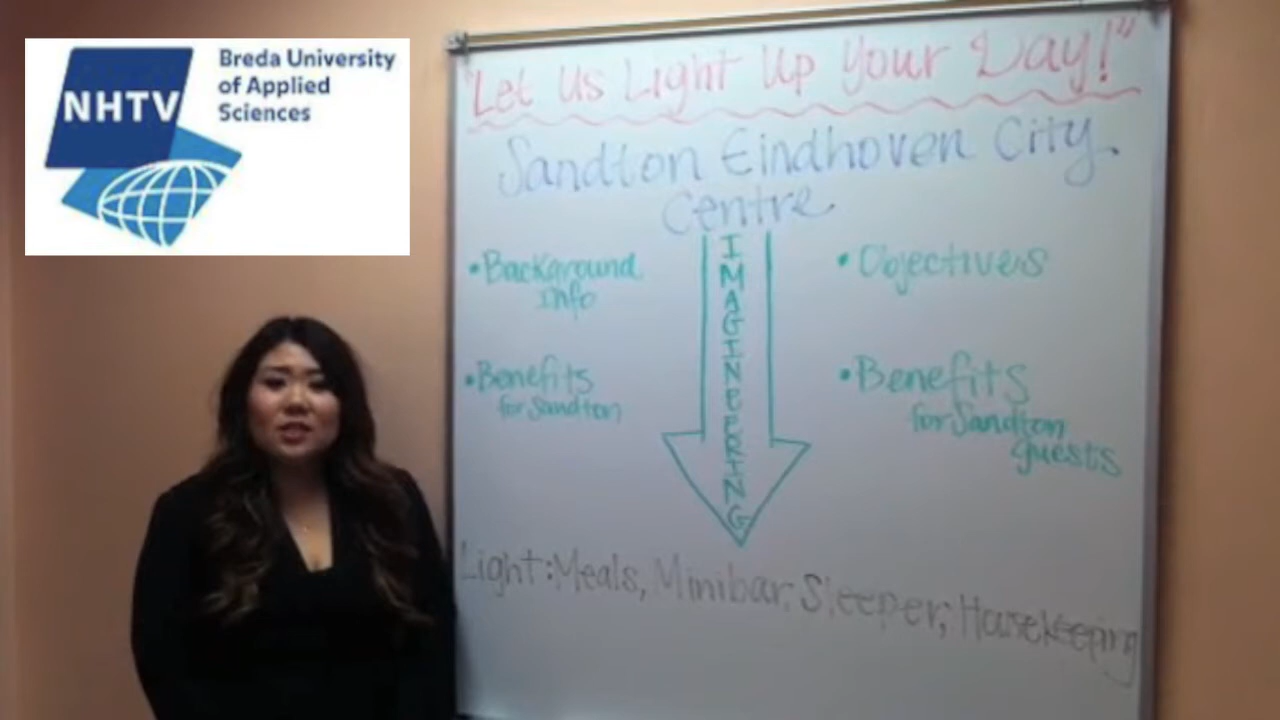 NHTV
Breda University
of Applied
Sciences
"Let Us Light Up Your Day!"
Sandton Eindhoven City
Centre
IMAGINEERING
• Background
Info
• Objectives
• Benefits
for Sandton
• Benefits
for Sandton
guests
Light: Meals, Minibar, Sleeper, Housekeeping